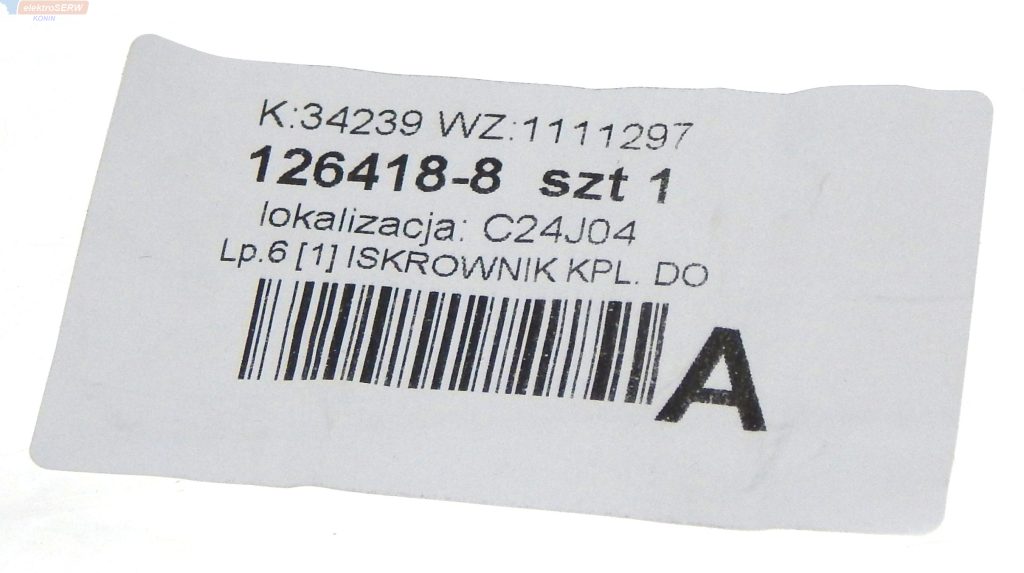 elektroSERW
KONIN
K:34239 WZ:1111297
126418-8 szt 1
lokalizacja: C24J04
Lp.6 [1] ISKROWNIK KPL. DO
A